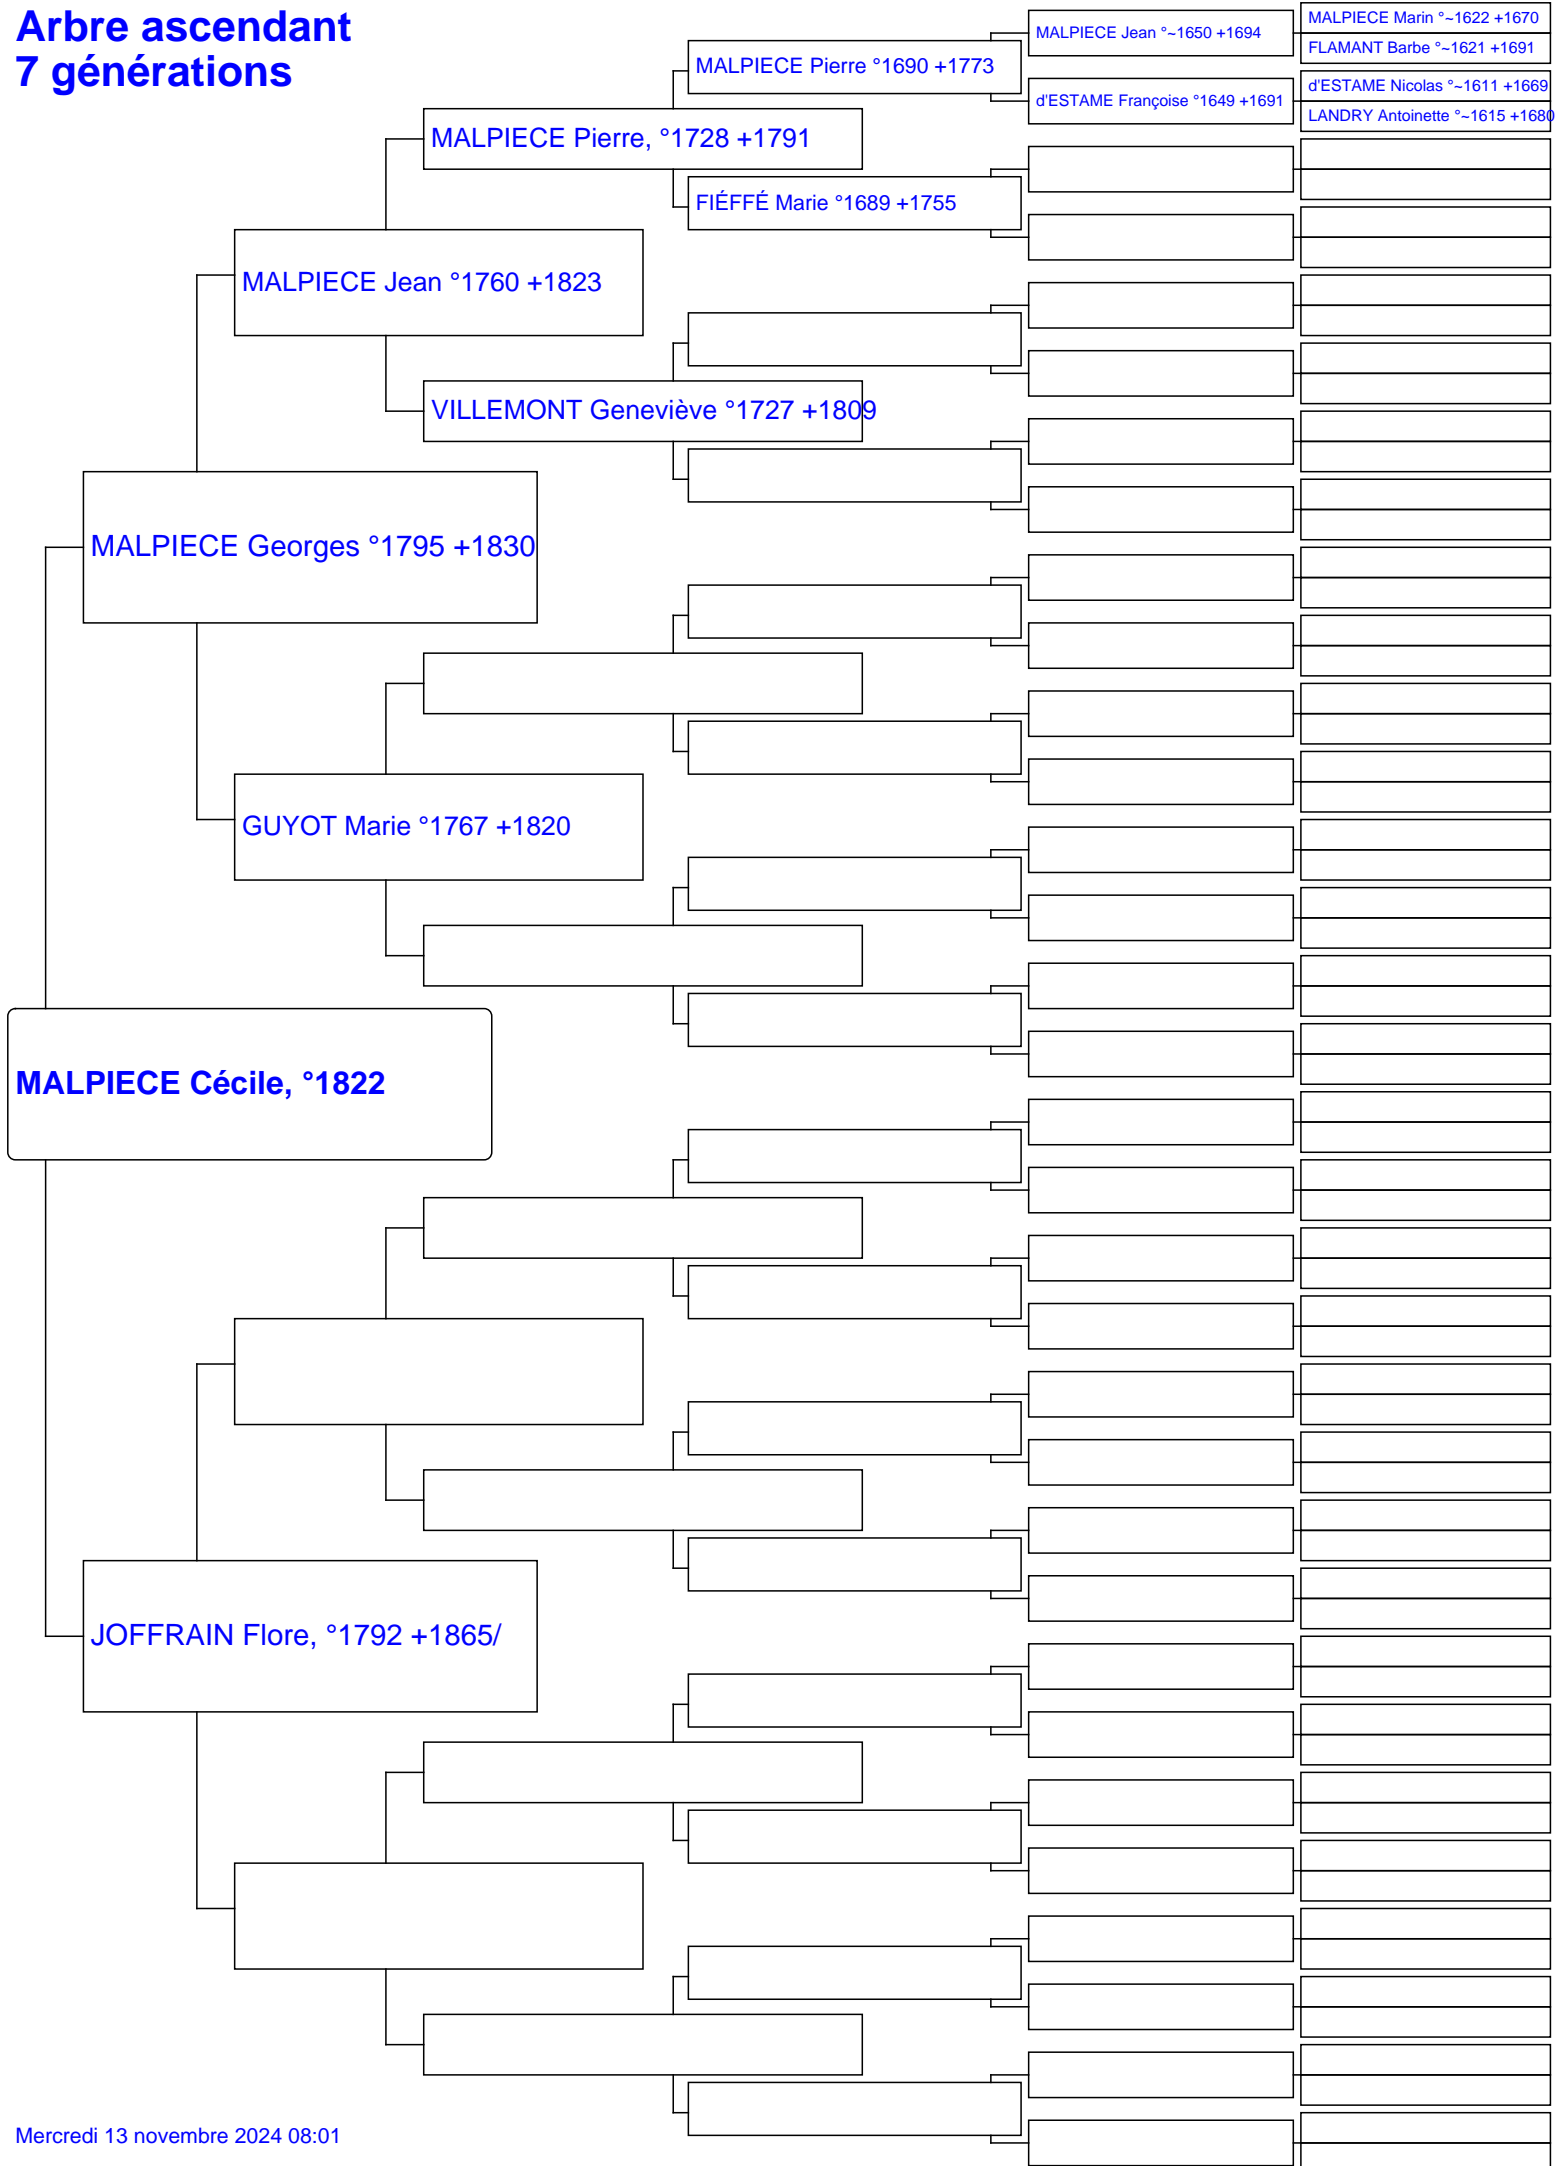 Arbre ascendant
7 générations
MALPIECE Marin °~1622 +1670
MALPIECE Jean °~1650 +1694
FLAMANT Barbe °~1621 +1691
MALPIECE Pierre °1690 +1773
d'ESTAME Nicolas °~1611 +1669
d'ESTAME Françoise °1649 +1691
LANDRY Antoinette °~1615 +1680
MALPIECE Pierre, °1728 +1791
FIÉFFÉ Marie °1689 +1755
MALPIECE Jean °1760 +1823
VILLEMONT Geneviève °1727 +1809
MALPIECE Georges °1795 +1830
GUYOT Marie °1767 +1820
MALPIECE Cécile, °1822
JOFFRAIN Flore, °1792 +1865/
Mercredi 13 novembre 2024 08:01